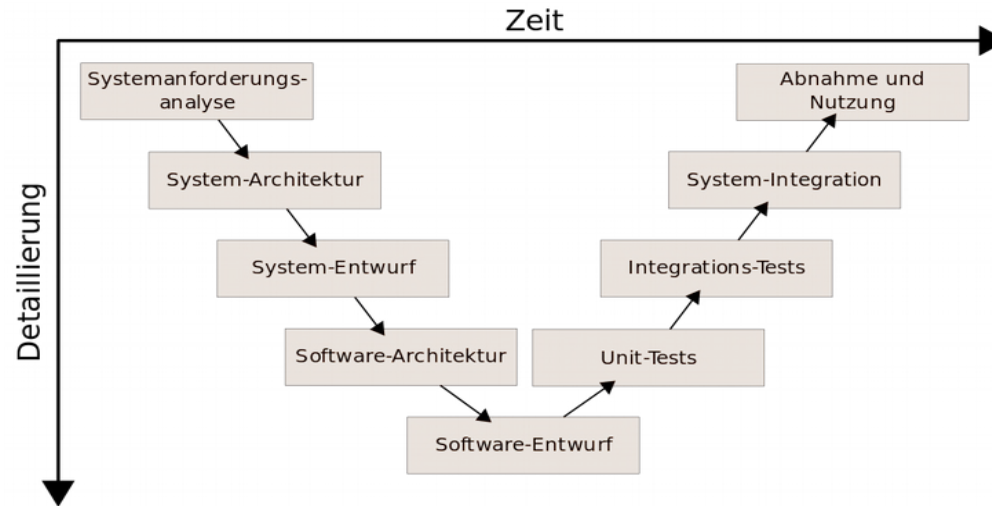 Zeit
Detaillierung
Systemanforderungs-
analyse
System-Architektur
System-Entwurf
Software-Architektur
Software-Entwurf
Unit-Tests
Integrations-Tests
System-Integration
Abnahme und
Nutzung